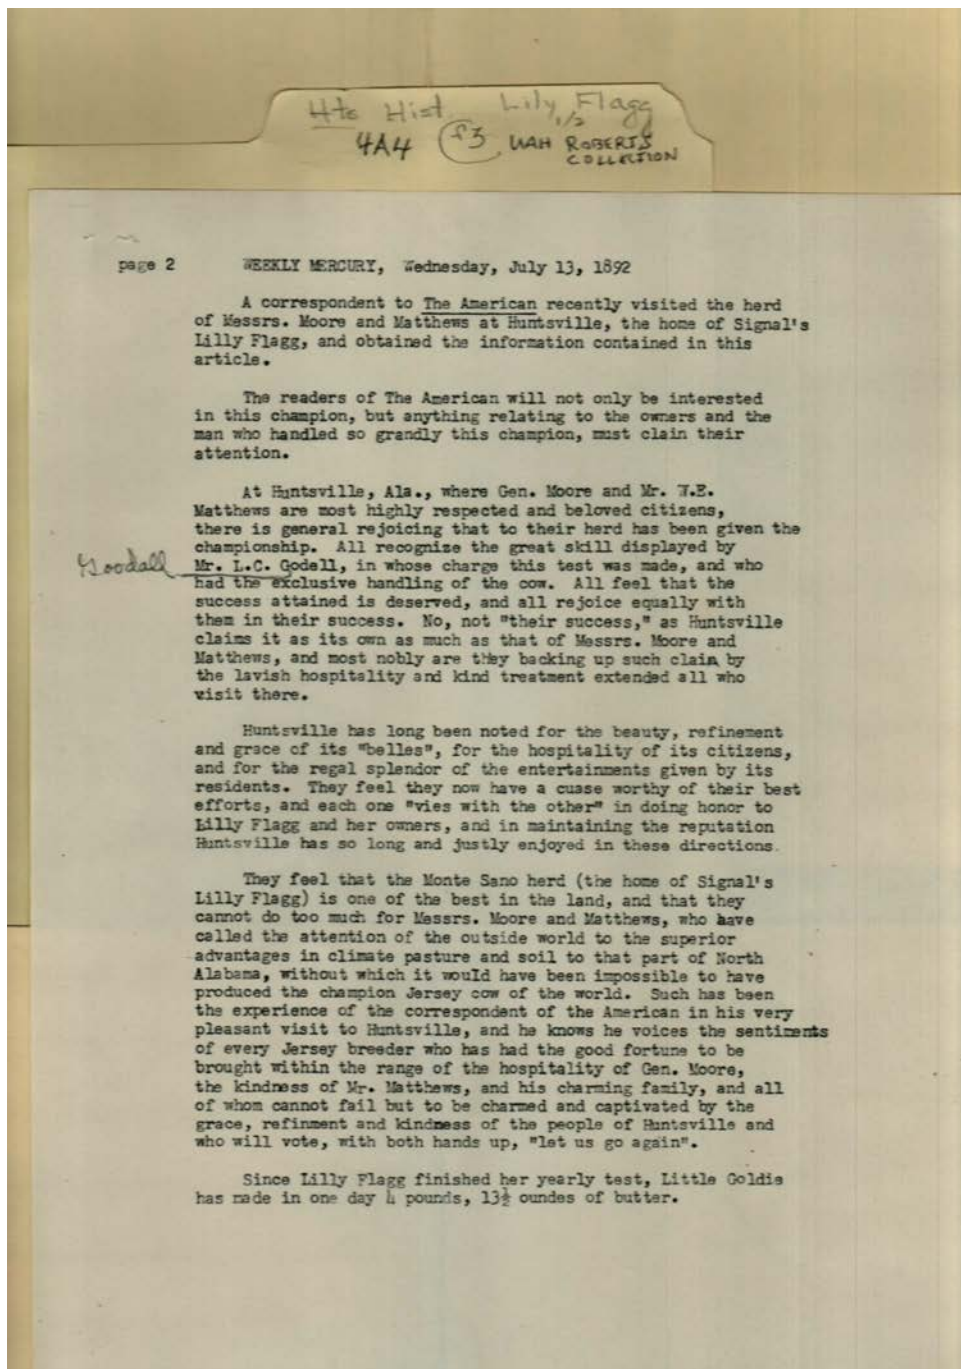 Hts Hist Lily Flagg
1/2
4A4 f3 UAH ROBERTS
COLLECTION
page 2 WEEKLY MERCURY, Wednesday, July 13, 1892
A correspondent to The American recently visited the herd
of Messrs. Moore and Matthews at Huntsville, the home of Signal's
Lilly Flagg, and obtained the information contained in this
article.
The readers of The American will not only be interested
in this champion, but anything relating to the owners and the
man who handled so grandly this champion, must clain their
attention.
At Huntsville, Ala., where Gen. Moore and Mr. W.E.
Matthews are most highly respected and beloved citizens,
there is general rejoicing that to their herd has been given the
championship. All recognize the great skill displayed by
Goodall Mr. L.C. Godell, in whose charge this test was made, and who
had the exclusive handling of the cow. All feel that the
success attained is deserved, and all rejoice equally with
them in their success. No, not "their success," as Huntsville
claims it as its own as much as that of Messrs. Moore and
Matthews, and most nobly are they backing up such claim by
the lavish hospitality and kind treatment extended all who
visit there.
Huntsville has long been noted for the beauty, refinement
and grace of its "belles", for the hospitality of its citizens,
and for the regal splendor of the entertainments given by its
residents. They feel they now have a cuase worthy of their best
efforts, and each one "vies with the other" in doing honor to
Lilly Flagg and her owners, and in maintaining the reputation
Huntsville has so long and justly enjoyed in these directions.
They feel that the Monte Sano herd (the home of Signal's
Lilly Flagg) is one of the best in the land, and that they
cannot do too much for Messrs. Moore and Matthews, who have
called the attention of the outside world to the superior
advantages in climate pasture and soil to that part of North
Alabama, without which it would have been impossible to have
produced the champion Jersey cow of the world. Such has been
the experience of the correspondent of the American in his very
pleasant visit to Huntsville, and he knows he voices the sentiments
of every Jersey breeder who has had the good fortune to be
brought within the range of the hospitality of Gen. Moore,
the kindness of Mr. Matthews, and his charming family, and all
of whom cannot fail but to be charmed and captivated by the
grace, refinment and kindness of the people of Huntsville and
who will vote, with both hands up, "let us go again".
Since Lilly Flagg finished her yearly test, Little Goldie
has made in one day 4 pounds, 13½ oundes of butter.